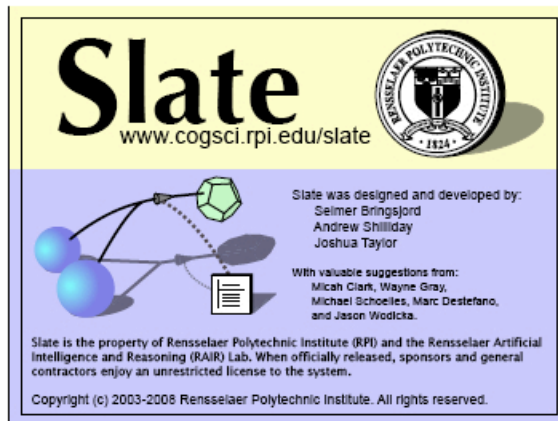 Slate
www.cogsci.rpi.edu/slate
RENSSELAER POLYTECHNIC INSTITUTE
· 1824 ·
Slate was designed and developed by:
Selmer Bringsjord
Andrew Shilliday
Joshua Taylor
With valuable suggestions from:
Micah Clark, Wayne Gray,
Michael Schoelles, Marc Destefano,
and Jason Wodicka.
Slate is the property of Rensselaer Polytechnic Institute (RPI) and the Rensselaer Artificial
Intelligence and Reasoning (RAIR) Lab. When officially released, sponsors and general
contractors enjoy an unrestricted license to the system.
Copyright (c) 2003-2008 Rensselaer Polytechnic Institute. All rights reserved.